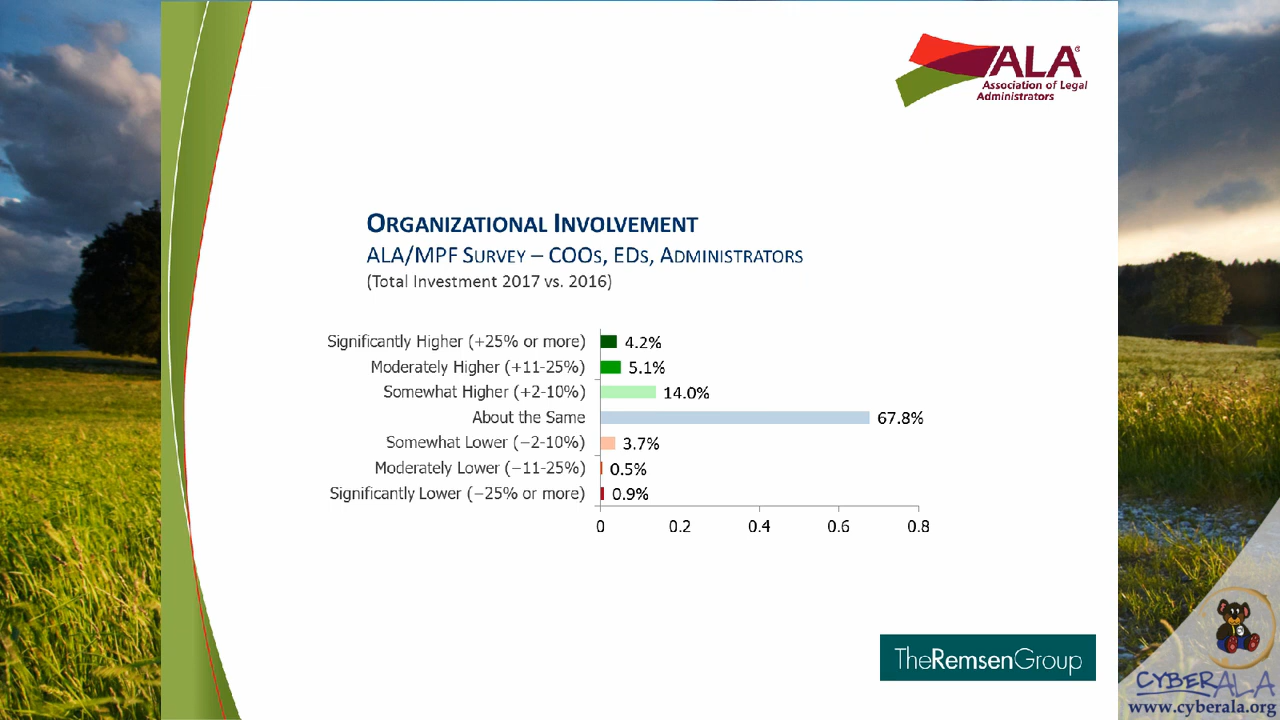 ALA®
Association of Legal
Administrators
ORGANIZATIONAL INVOLVEMENT
ALA/MPF SURVEY – COOS, EDS, ADMINISTRATORS
(Total Investment 2017 vs. 2016)
Significantly Higher (+25% or more) 4.2%
Moderately Higher (+11-25%) 5.1%
Somewhat Higher (+2-10%) 14.0%
About the Same 67.8%
Somewhat Lower (−2-10%) 3.7%
Moderately Lower (−11-25%) 0.5%
Significantly Lower (−25% or more) 0.9%
0 0.2 0.4 0.6 0.8
TheRemsenGroup
CYBERALA
www.cyberala.org